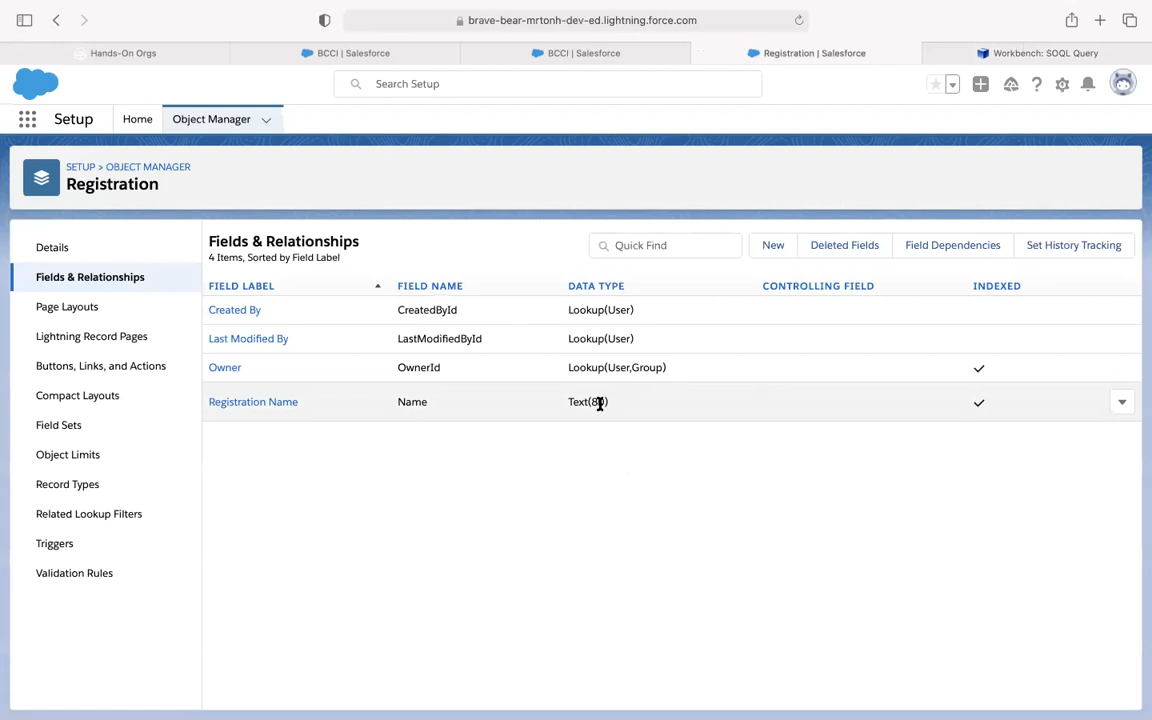 brave-bear-mrtonh-dev-ed.lightning.force.com
Hands-On Orgs
BCCI | Salesforce
BCCI | Salesforce
Registration | Salesforce
Workbench: SOQL Query
Search Setup
Setup
Home
Object Manager
SETUP > OBJECT MANAGER
Registration
Details
Fields & Relationships
Page Layouts
Lightning Record Pages
Buttons, Links, and Actions
Compact Layouts
Field Sets
Object Limits
Record Types
Related Lookup Filters
Triggers
Validation Rules
Fields & Relationships
4 Items, Sorted by Field Label
Quick Find
New
Deleted Fields
Field Dependencies
Set History Tracking
FIELD LABEL FIELD NAME DATA TYPE CONTROLLING FIELD INDEXED
Created By CreatedById Lookup(User)
Last Modified By LastModifiedById Lookup(User)
Owner OwnerId Lookup(User,Group)
Registration Name Name Text(80)